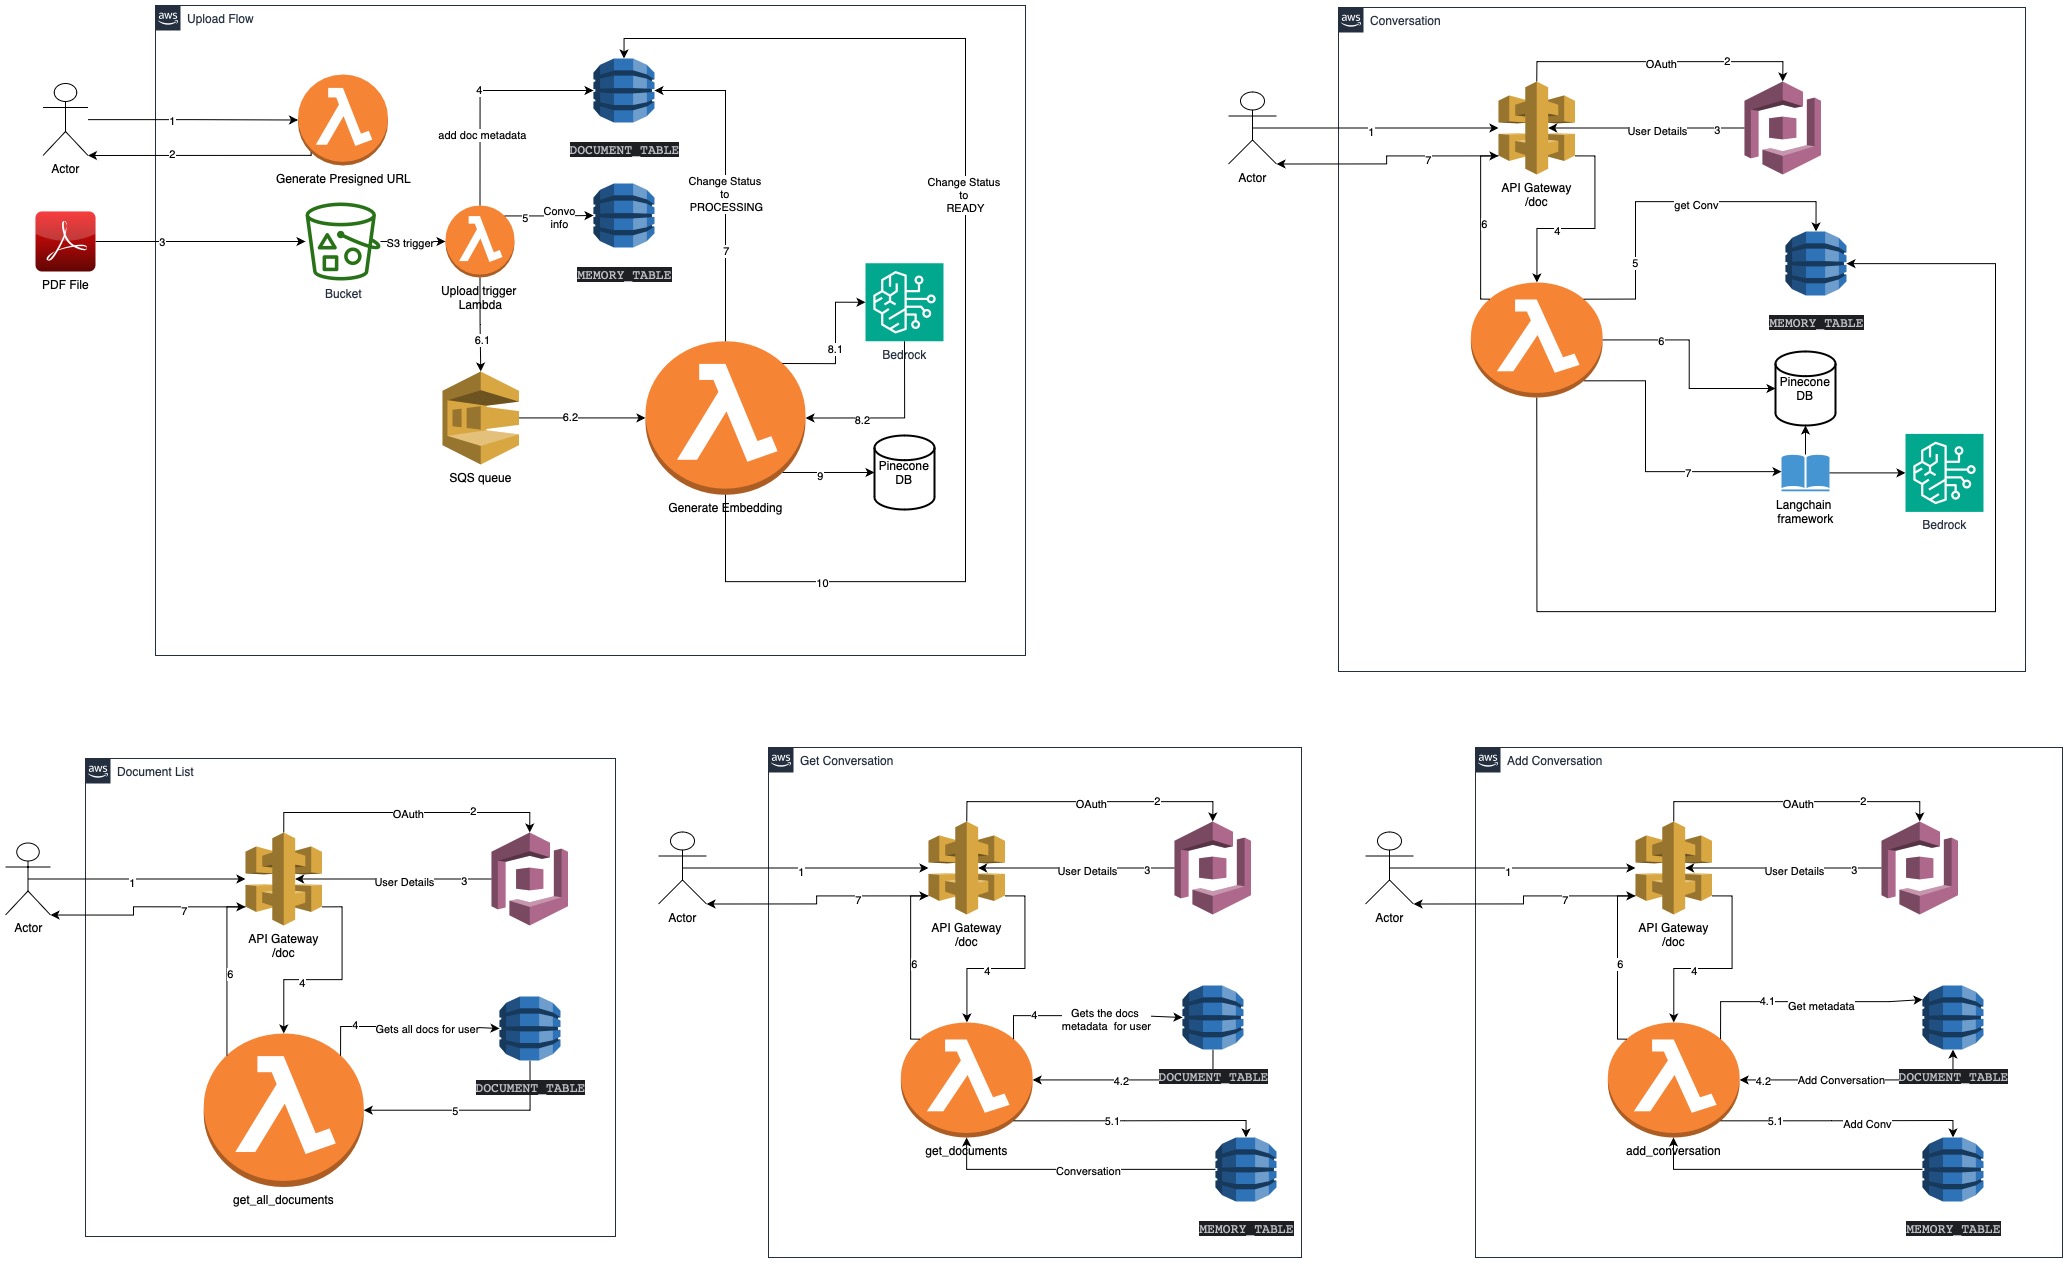 aws
Upload Flow
Actor
1
2
Generate Presigned URL
PDF File
3
Bucket
S3 trigger
4
add doc metadata
DOCUMENT_TABLE
5
Convo
info
MEMORY_TABLE
Upload trigger
Lambda
6.1
SQS queue
6.2
Change Status
to
PROCESSING
7
Change Status
to
READY
8.1
Bedrock
8.2
9
Pinecone
DB
Generate Embedding
10
aws
Conversation
OAuth
2
Actor
1
User Details
3
7
API Gateway
/doc
6
4
get Conv
5
MEMORY_TABLE
6
Pinecone
DB
7
Langchain
framework
Bedrock
aws
Document List
OAuth
2
Actor
1
User Details
3
7
API Gateway
/doc
6
4
4
Gets all docs for user
DOCUMENT_TABLE
5
get_all_documents
aws
Get Conversation
OAuth
2
Actor
1
User Details
3
7
API Gateway
/doc
6
4
4
Gets the docs
metadata for user
DOCUMENT_TABLE
4.2
5.1
get_documents
Conversation
MEMORY_TABLE
aws
Add Conversation
OAuth
2
Actor
1
User Details
3
7
API Gateway
/doc
6
4
4.1
Get metadata
4.2
Add Conversation
DOCUMENT_TABLE
5.1
Add Conv
add_conversation
MEMORY_TABLE